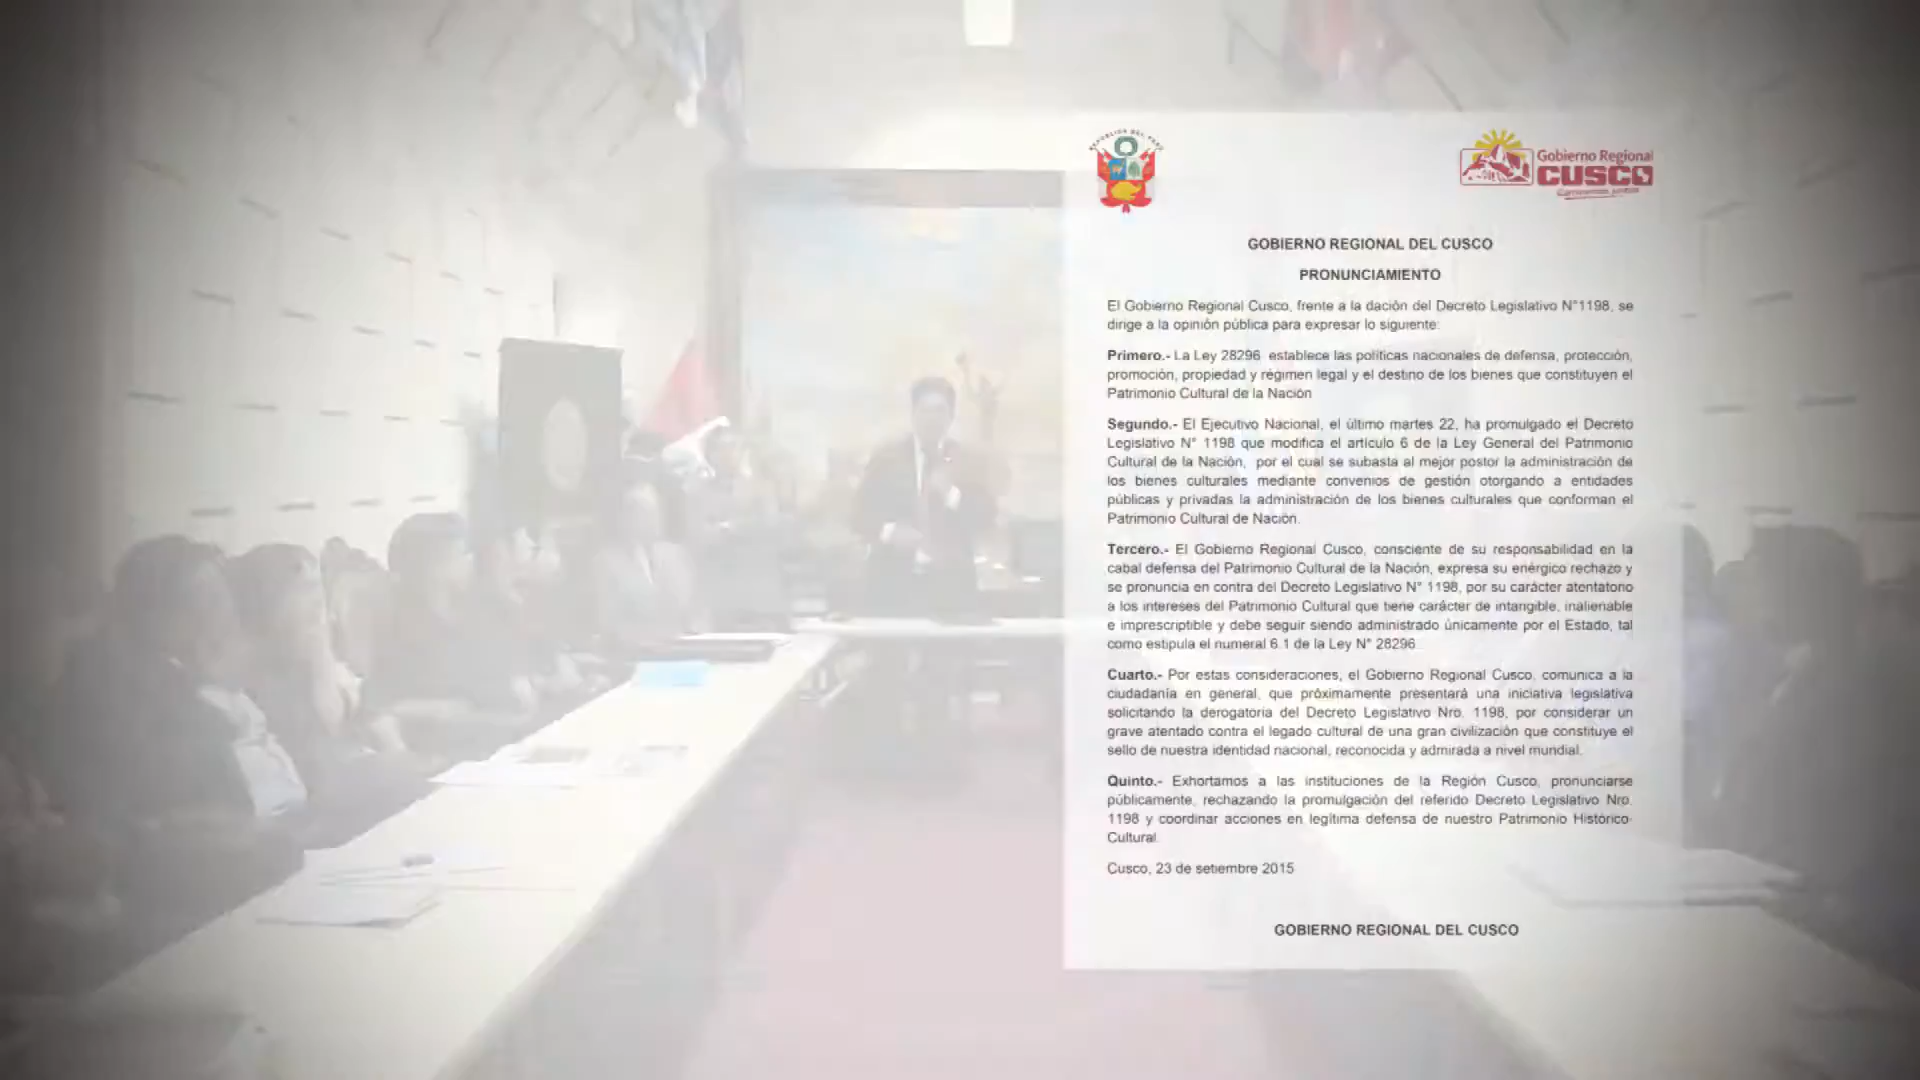 REPÚBLICA DEL PERÚ
Gobierno Regional
CUSCO
Caminemos juntos
GOBIERNO REGIONAL DEL CUSCO
PRONUNCIAMIENTO
El Gobierno Regional Cusco, frente a la dación del Decreto Legislativo N°1198, se
dirige a la opinión pública para expresar lo siguiente:
Primero.- La Ley 28296 establece las políticas nacionales de defensa, protección,
promoción, propiedad y régimen legal y el destino de los bienes que constituyen el
Patrimonio Cultural de la Nación
Segundo.- El Ejecutivo Nacional, el último martes 22, ha promulgado el Decreto
Legislativo N° 1198 que modifica el artículo 6 de la Ley General del Patrimonio
Cultural de la Nación, por el cual se subasta al mejor postor la administración de
los bienes culturales mediante convenios de gestión otorgando a entidades
públicas y privadas la administración de los bienes culturales que conforman el
Patrimonio Cultural de Nación.
Tercero.- El Gobierno Regional Cusco, consciente de su responsabilidad en la
cabal defensa del Patrimonio Cultural de la Nación, expresa su enérgico rechazo y
se pronuncia en contra del Decreto Legislativo N° 1198, por su carácter atentatorio
a los intereses del Patrimonio Cultural que tiene carácter de intangible, inalienable
e imprescriptible y debe seguir siendo administrado únicamente por el Estado, tal
como estipula el numeral 6.1 de la Ley N° 28296.
Cuarto.- Por estas consideraciones, el Gobierno Regional Cusco, comunica a la
ciudadanía en general, que próximamente presentará una iniciativa legislativa
solicitando la derogatoria del Decreto Legislativo Nro. 1198, por considerar un
grave atentado contra el legado cultural de una gran civilización que constituye el
sello de nuestra identidad nacional, reconocida y admirada a nivel mundial.
Quinto.- Exhortamos a las instituciones de la Región Cusco, pronunciarse
públicamente, rechazando la promulgación del referido Decreto Legislativo Nro.
1198 y coordinar acciones en legítima defensa de nuestro Patrimonio Histórico-
Cultural.
Cusco, 23 de setiembre 2015
GOBIERNO REGIONAL DEL CUSCO